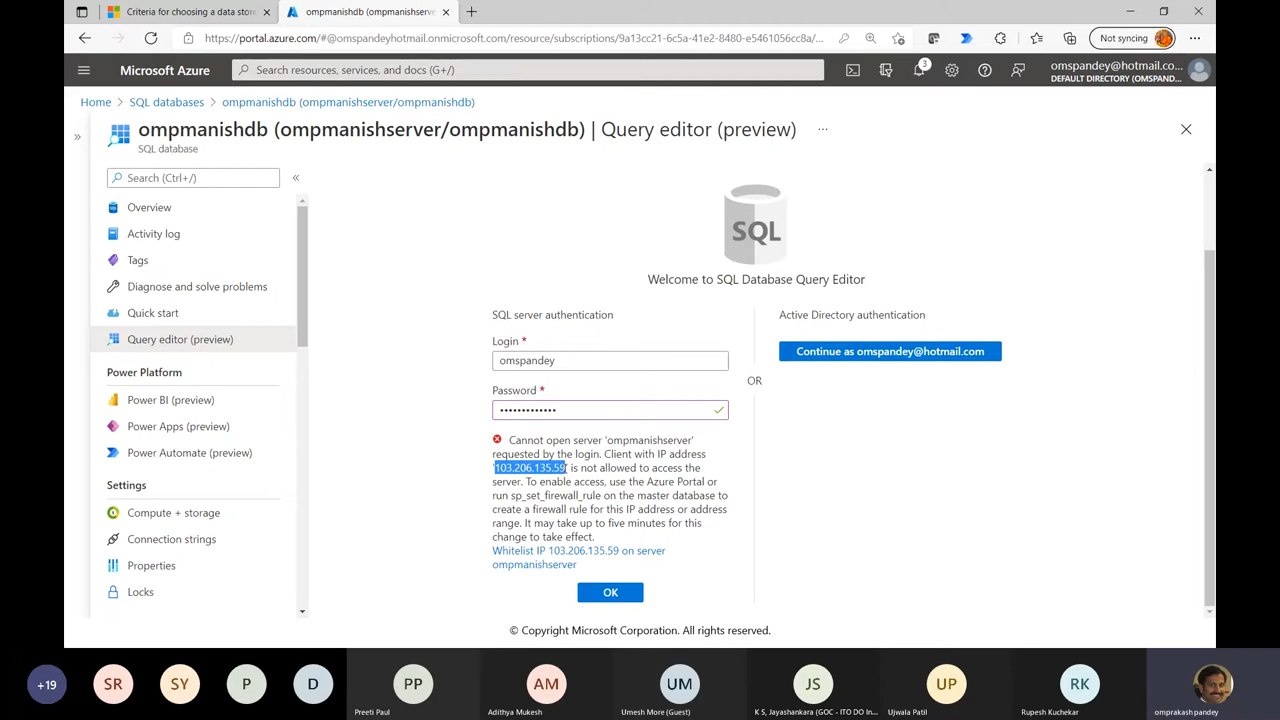 Criteria for choosing a data store
ompmanishdb (ompmanishserver
https://portal.azure.com/#@omspandeyhotmail.onmicrosoft.com/resource/subscriptions/9a13cc21-6c5a-41e2-8480-e5461056cc8a/...
Not syncing
Microsoft Azure
Search resources, services, and docs (G+/)
3
omspandey@hotmail.co...
DEFAULT DIRECTORY (OMSPAND...
Home > SQL databases > ompmanishdb (ompmanishserver/ompmanishdb)
ompmanishdb (ompmanishserver/ompmanishdb) | Query editor (preview) ...
SQL database
Search (Ctrl+/)
Overview
Activity log
Tags
Diagnose and solve problems
Quick start
Query editor (preview)
Power Platform
Power BI (preview)
Power Apps (preview)
Power Automate (preview)
Settings
Compute + storage
Connection strings
Properties
Locks
SQL
Welcome to SQL Database Query Editor
SQL server authentication
Login *
omspandey
Password *
Cannot open server 'ompmanishserver'
requested by the login. Client with IP address
'103.206.135.59' is not allowed to access the
server. To enable access, use the Azure Portal or
run sp_set_firewall_rule on the master database to
create a firewall rule for this IP address or address
range. It may take up to five minutes for this
change to take effect.
Whitelist IP 103.206.135.59 on server
ompmanishserver
OK
OR
Active Directory authentication
Continue as omspandey@hotmail.com
© Copyright Microsoft Corporation. All rights reserved.
+19
SR
SY
P
D
PP
Preeti Paul
AM
Adithya Mukesh
UM
Umesh More (Guest)
JS
K S, Jayashankara (GOC - ITO DO In...
UP
Ujwala Patil
RK
Rupesh Kuchekar
omprakash pandey